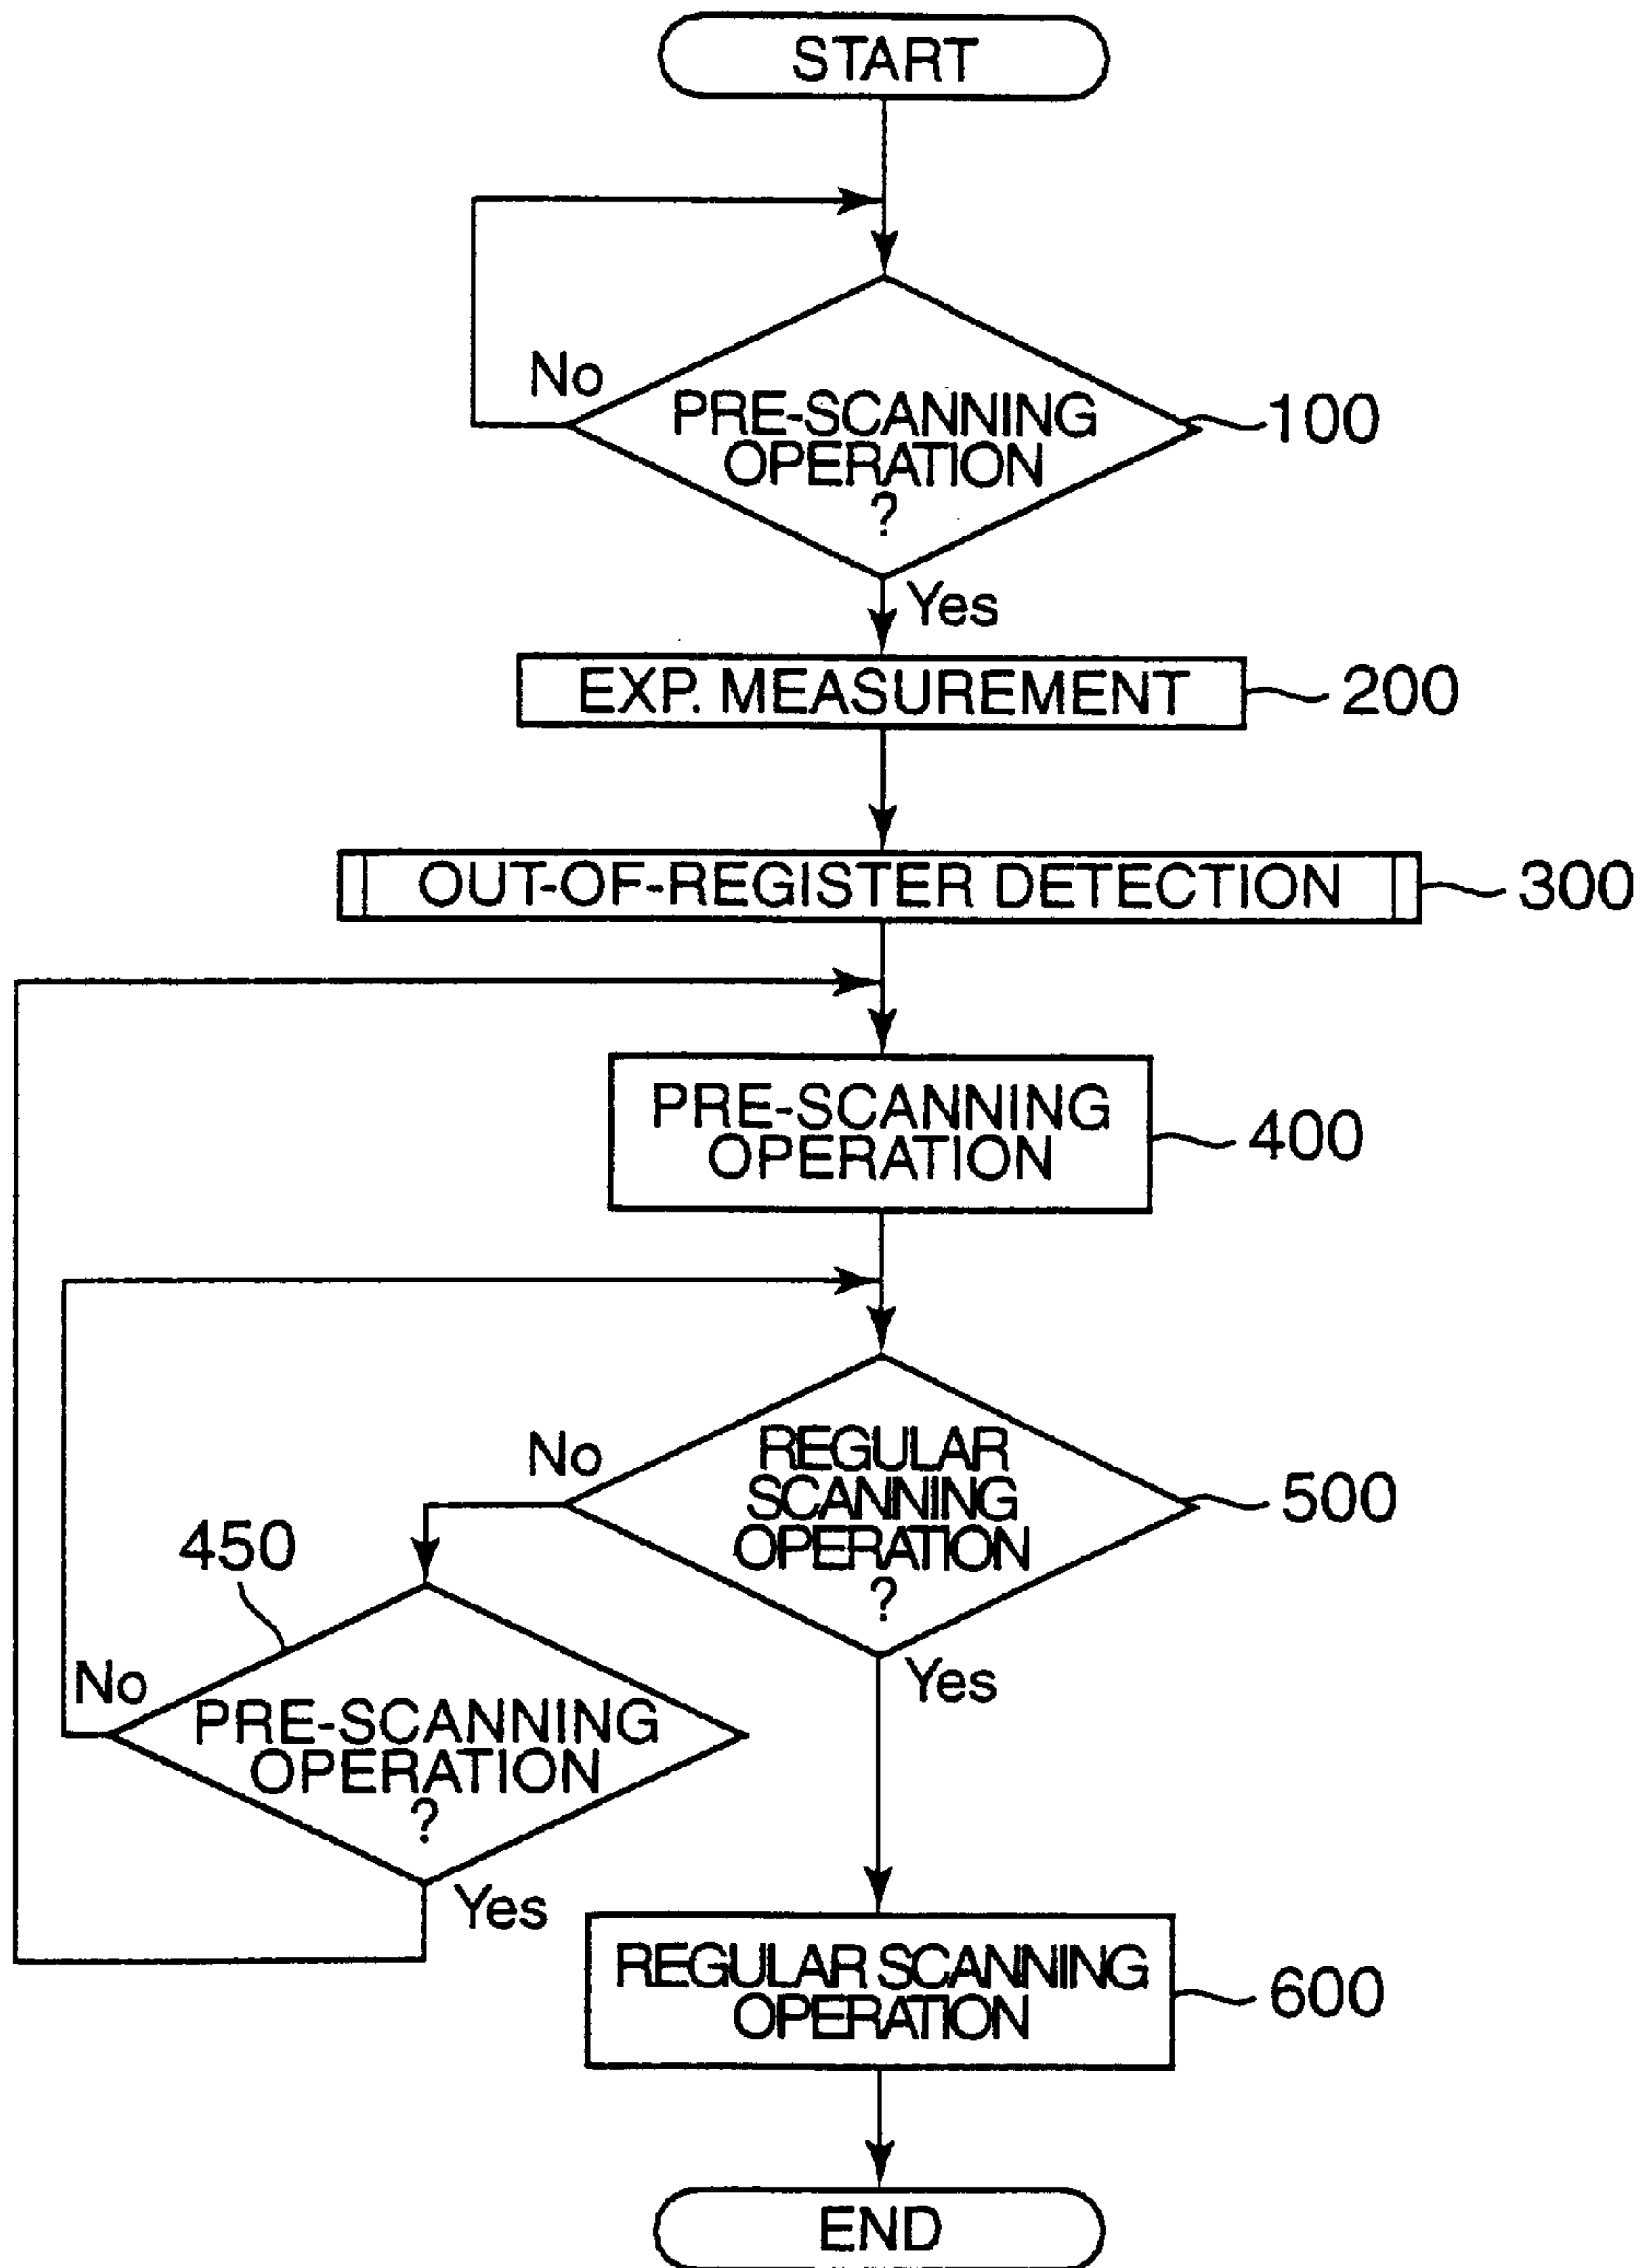 START
No
PRE-SCANNING
OPERATION
?
100
Yes
EXP. MEASUREMENT
200
OUT-OF-REGISTER DETECTION
300
PRE-SCANNING
OPERATION
400
No
REGULAR
SCANNING
OPERATION
?
500
450
No
PRE-SCANNING
OPERATION
?
Yes
Yes
REGULAR SCANNING
OPERATION
600
END